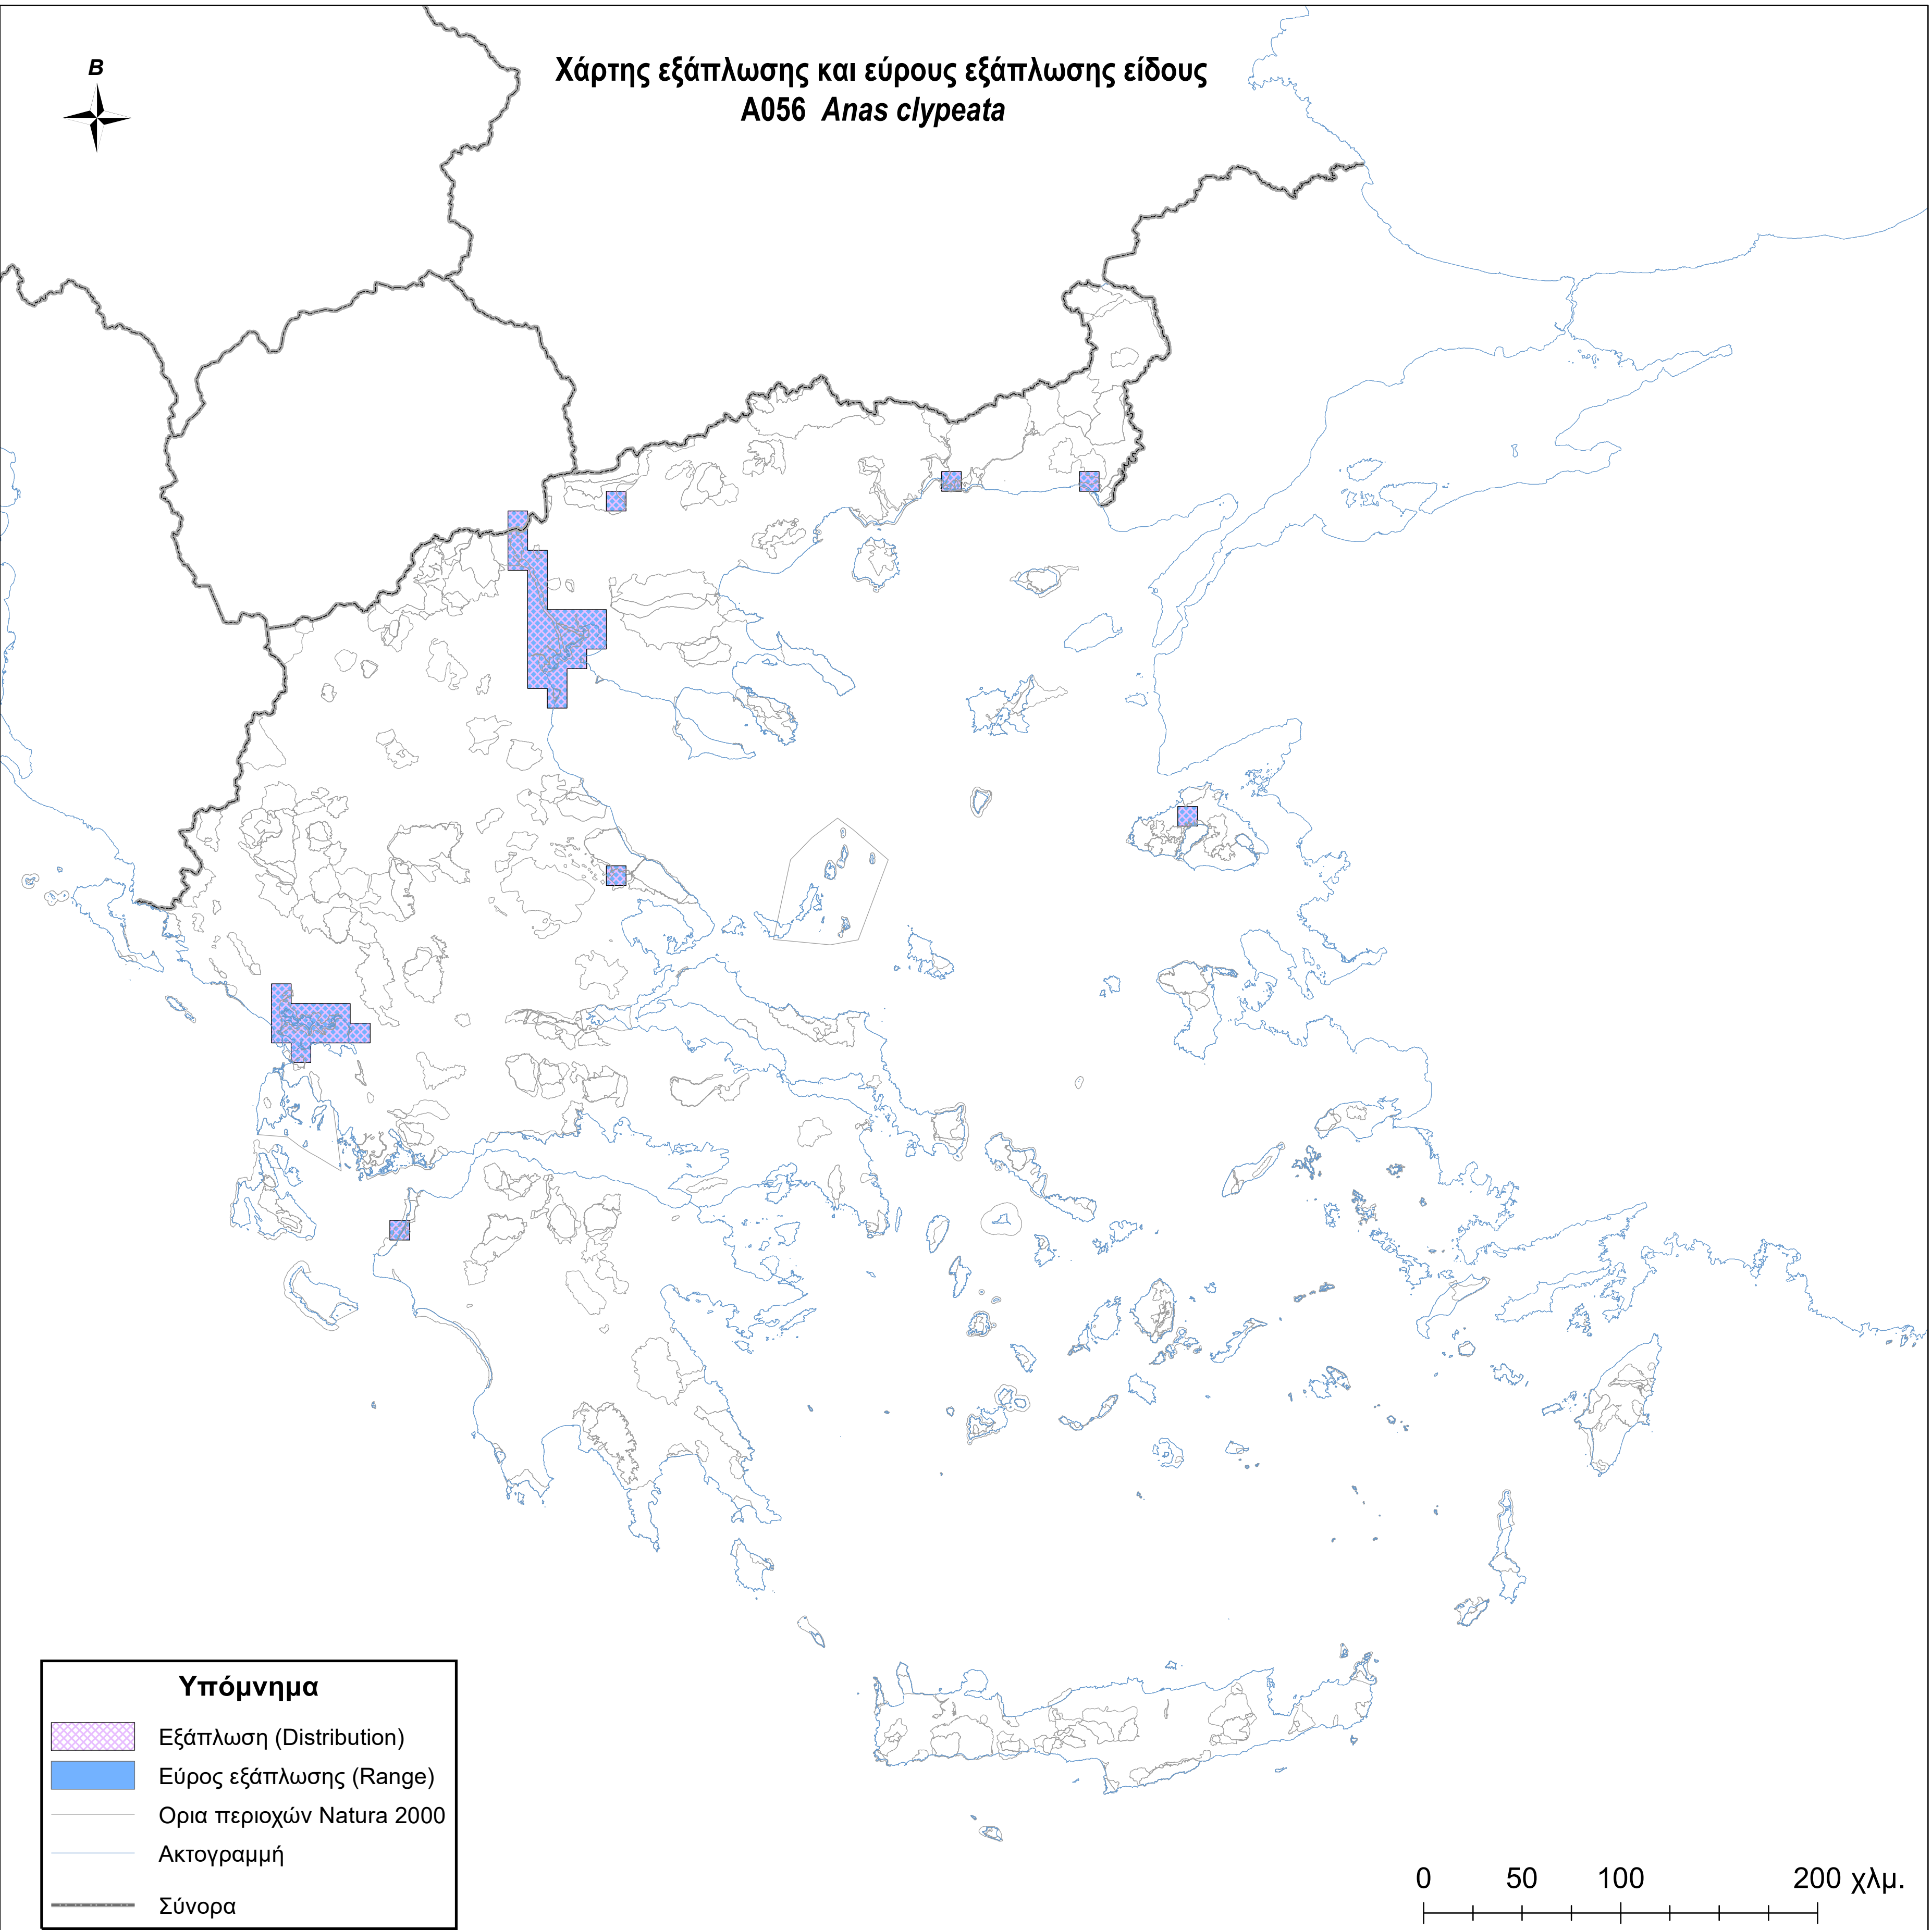 Χάρτης εξάπλωσης και εύρους εξάπλωσης είδους
A056 Anas clypeata
Β
Υπόμνημα
Εξάπλωση (Distribution)
Εύρος εξάπλωσης (Range)
Ορια περιοχών Natura 2000
Ακτογραμμή
Σύνορα
0 50 100 200 χλμ.